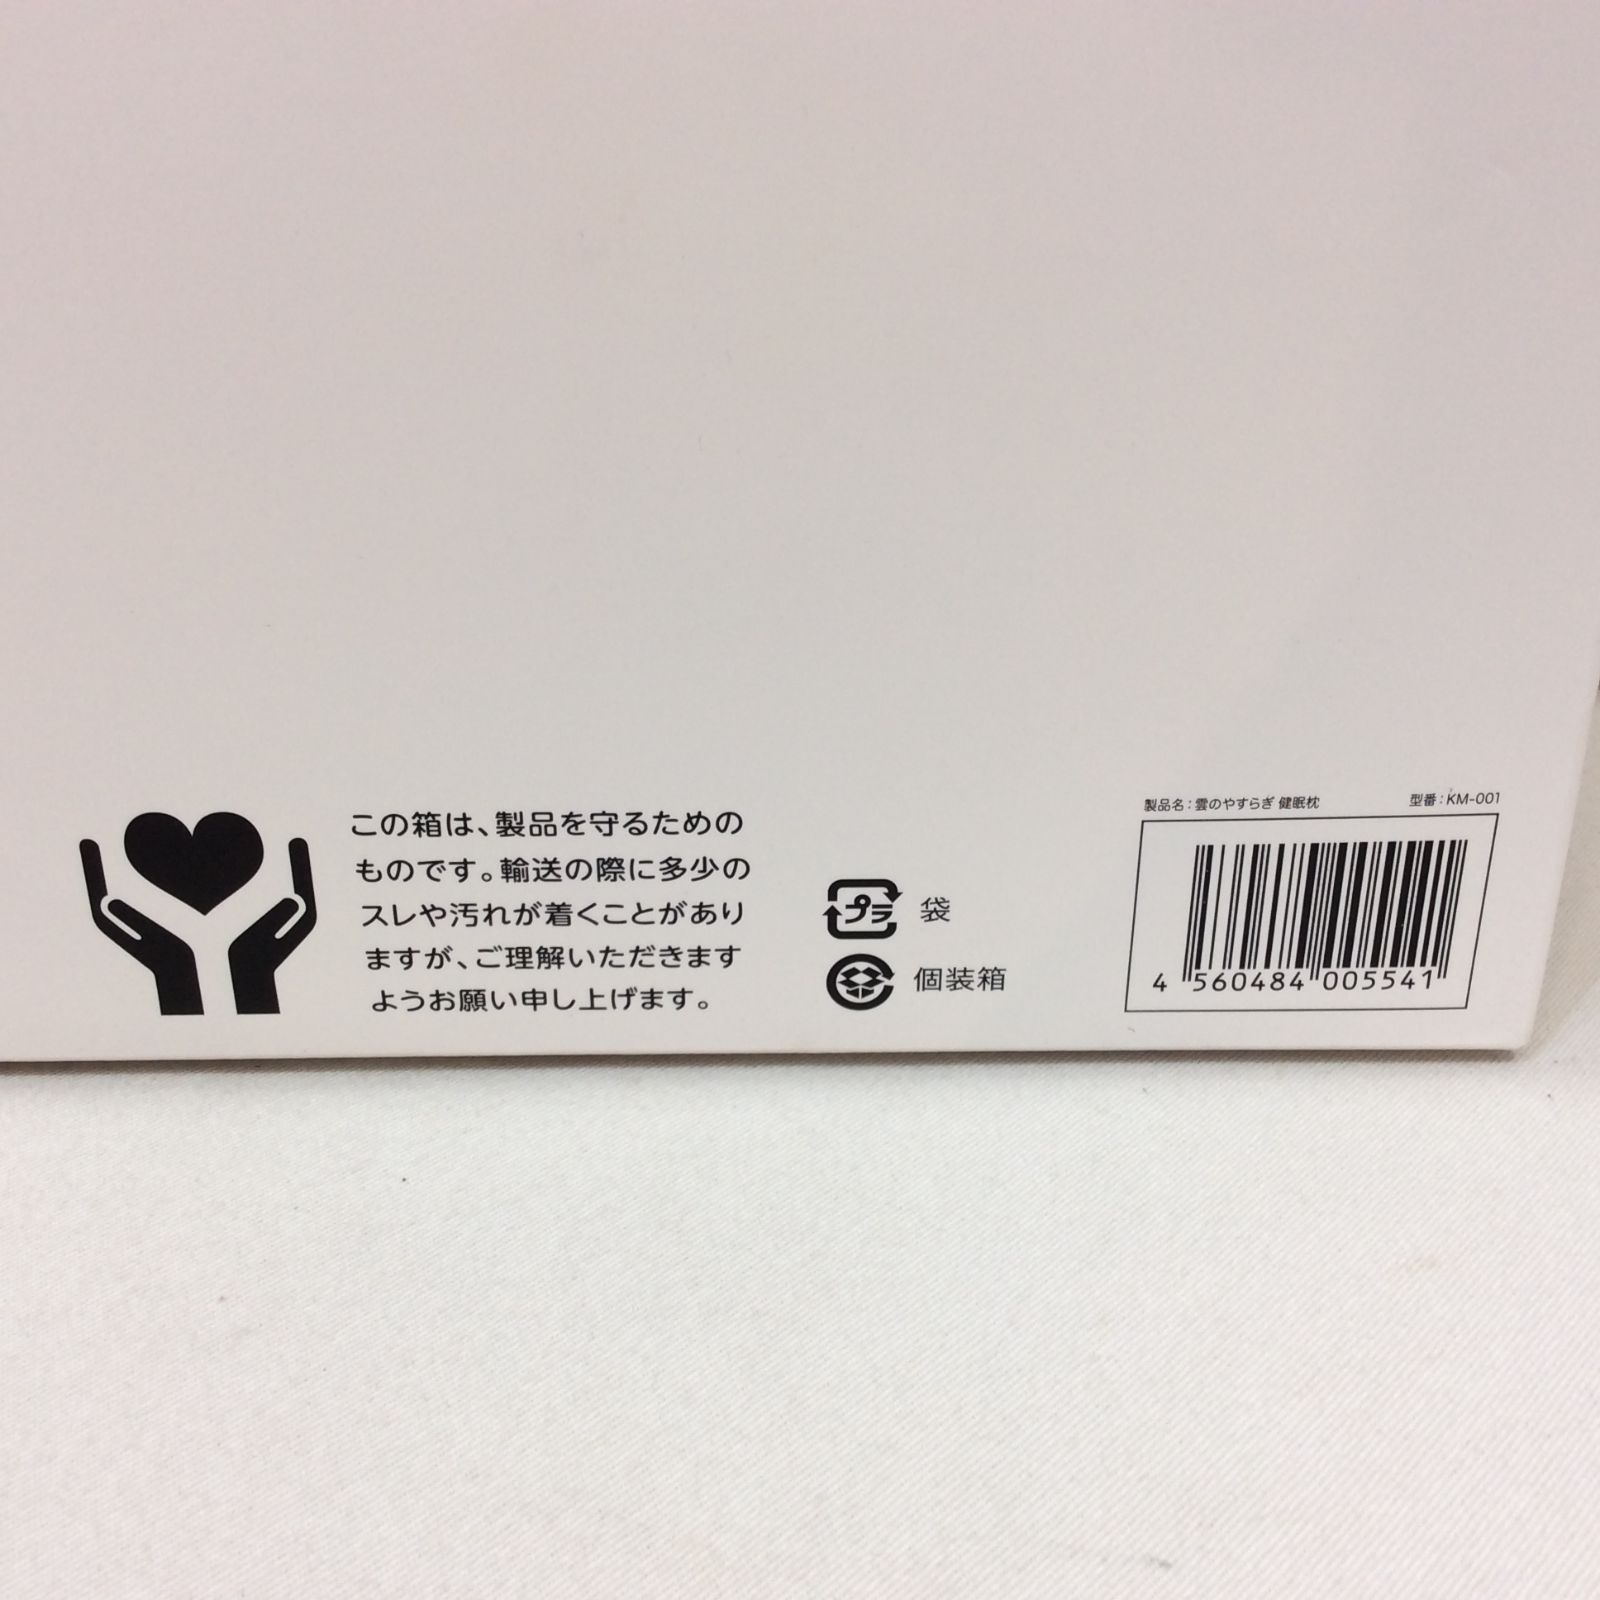 この箱は、製品を守るための
ものです。輸送の際に多少の
スレや汚れが着くことがあり
ますが、ご理解いただきます
ようお願い申し上げます。
プラ 袋
個装箱
製品名：雲のやすらぎ 健眠枕 型番：KM-001
4 560484 005541